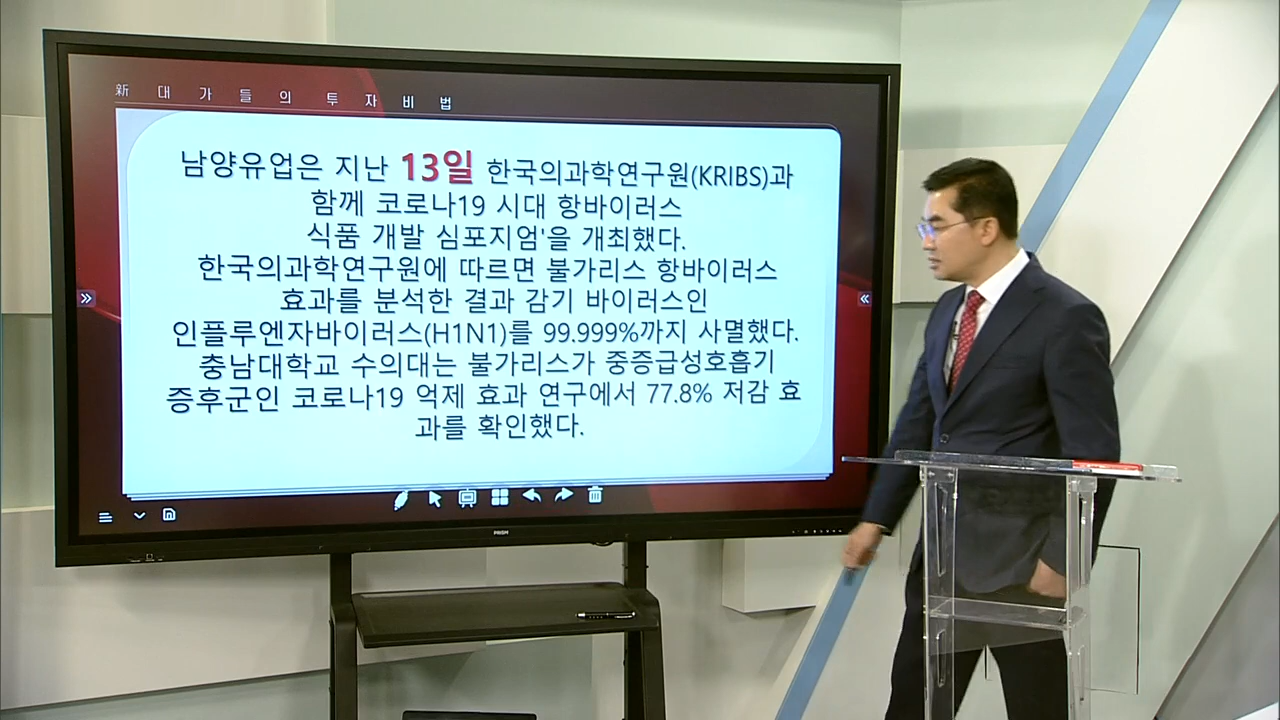 新 대 가 들 의 투 자 비 법
남양유업은 지난 13일 한국의과학연구원(KRIBS)과
함께 코로나19 시대 항바이러스
식품 개발 심포지엄'을 개최했다.
한국의과학연구원에 따르면 불가리스 항바이러스
효과를 분석한 결과 감기 바이러스인
인플루엔자바이러스(H1N1)를 99.999%까지 사멸했다.
충남대학교 수의대는 불가리스가 중증급성호흡기
증후군인 코로나19 억제 효과 연구에서 77.8% 저감 효
과를 확인했다.
PRISM